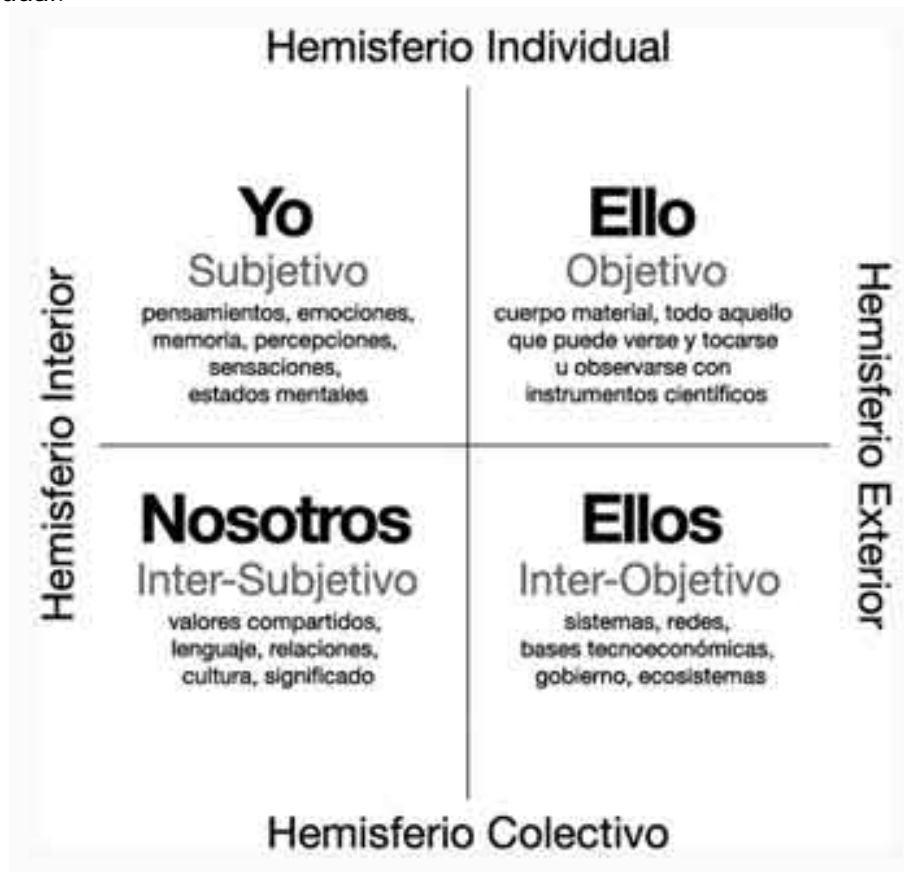 Hemisferio Individual
Yo
Subjetivo
pensamientos, emociones,
memoria, percepciones,
sensaciones,
estados mentales
Ello
Objetivo
cuerpo material, todo aquello
que puede verse y tocarse
u observarse con
instrumentos científicos
Hemisferio Interior
Hemisferio Exterior
Nosotros
Inter-Subjetivo
valores compartidos,
lenguaje, relaciones,
cultura, significado
Ellos
Inter-Objetivo
sistemas, redes,
bases tecnoeconómicas,
gobierno, ecosistemas
Hemisferio Colectivo